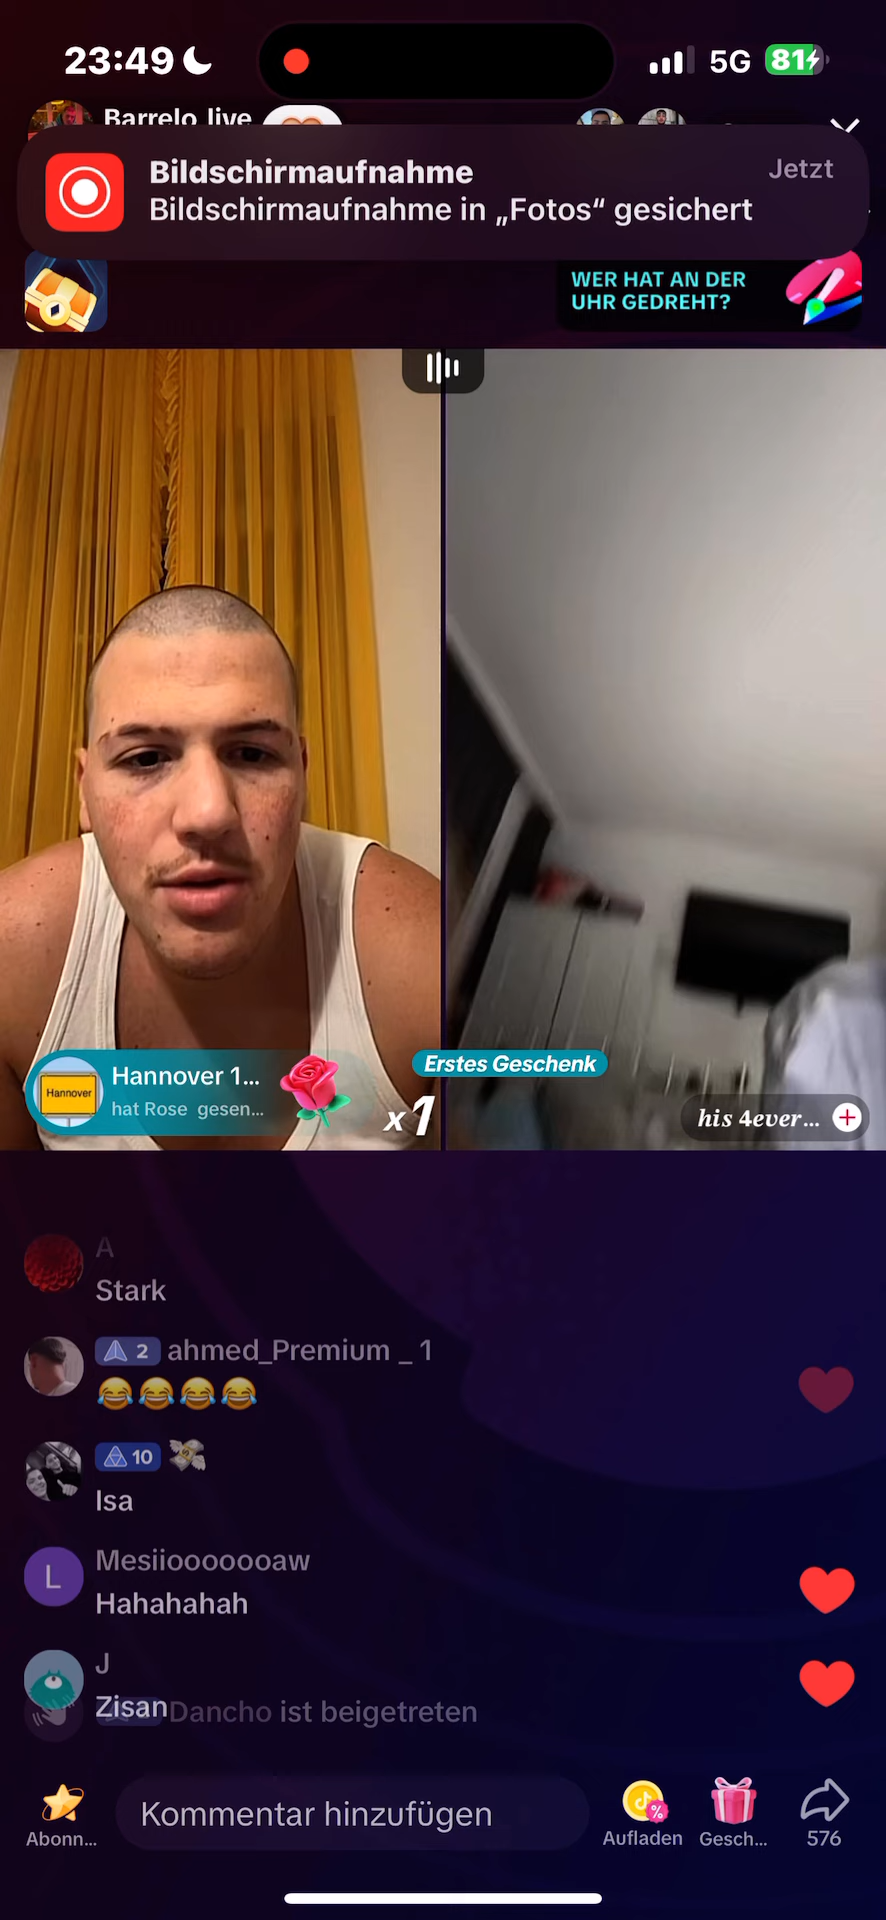 23:49
5G
81
Barrelo live
Bildschirmaufnahme
Jetzt
Bildschirmaufnahme in „Fotos“ gesichert
WER HAT AN DER
UHR GEDREHT?
Hannover
Hannover 1...
hat Rose gesen...
x1
Erstes Geschenk
his 4ever...
A
Stark
2 ahmed_Premium _ 1
😂😂😂😂
10 💸
Isa
L
Mesiiooooooaw
Hahahahah
J
Zisan
Dancho ist beigetreten
Abonn...
Kommentar hinzufügen
Aufladen
Gesch...
576